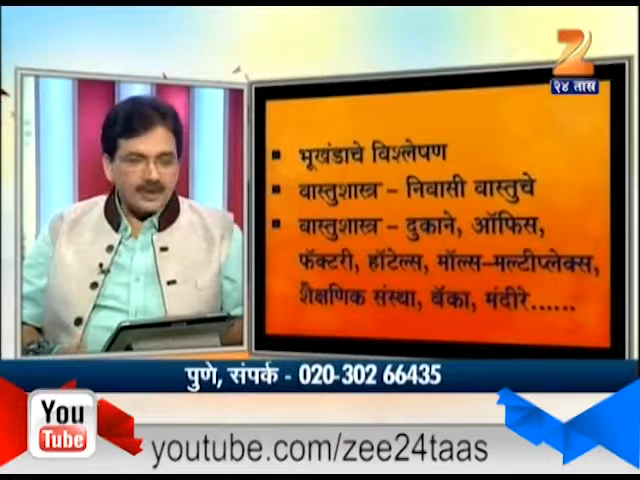 २४ तास
▪ भूखंडाचे विश्लेषण
▪ वास्तुशास्त्र – निवासी वास्तुचे
▪ वास्तुशास्त्र – दुकाने, ऑफिस,
फॅक्टरी, हॉटेल्स, मॉल्स–मल्टीप्लेक्स,
शैक्षणिक संस्था, बॅका, मंदीरे......
पुणे, संपर्क - 020-302 66435
You
Tube
youtube.com/zee24taas